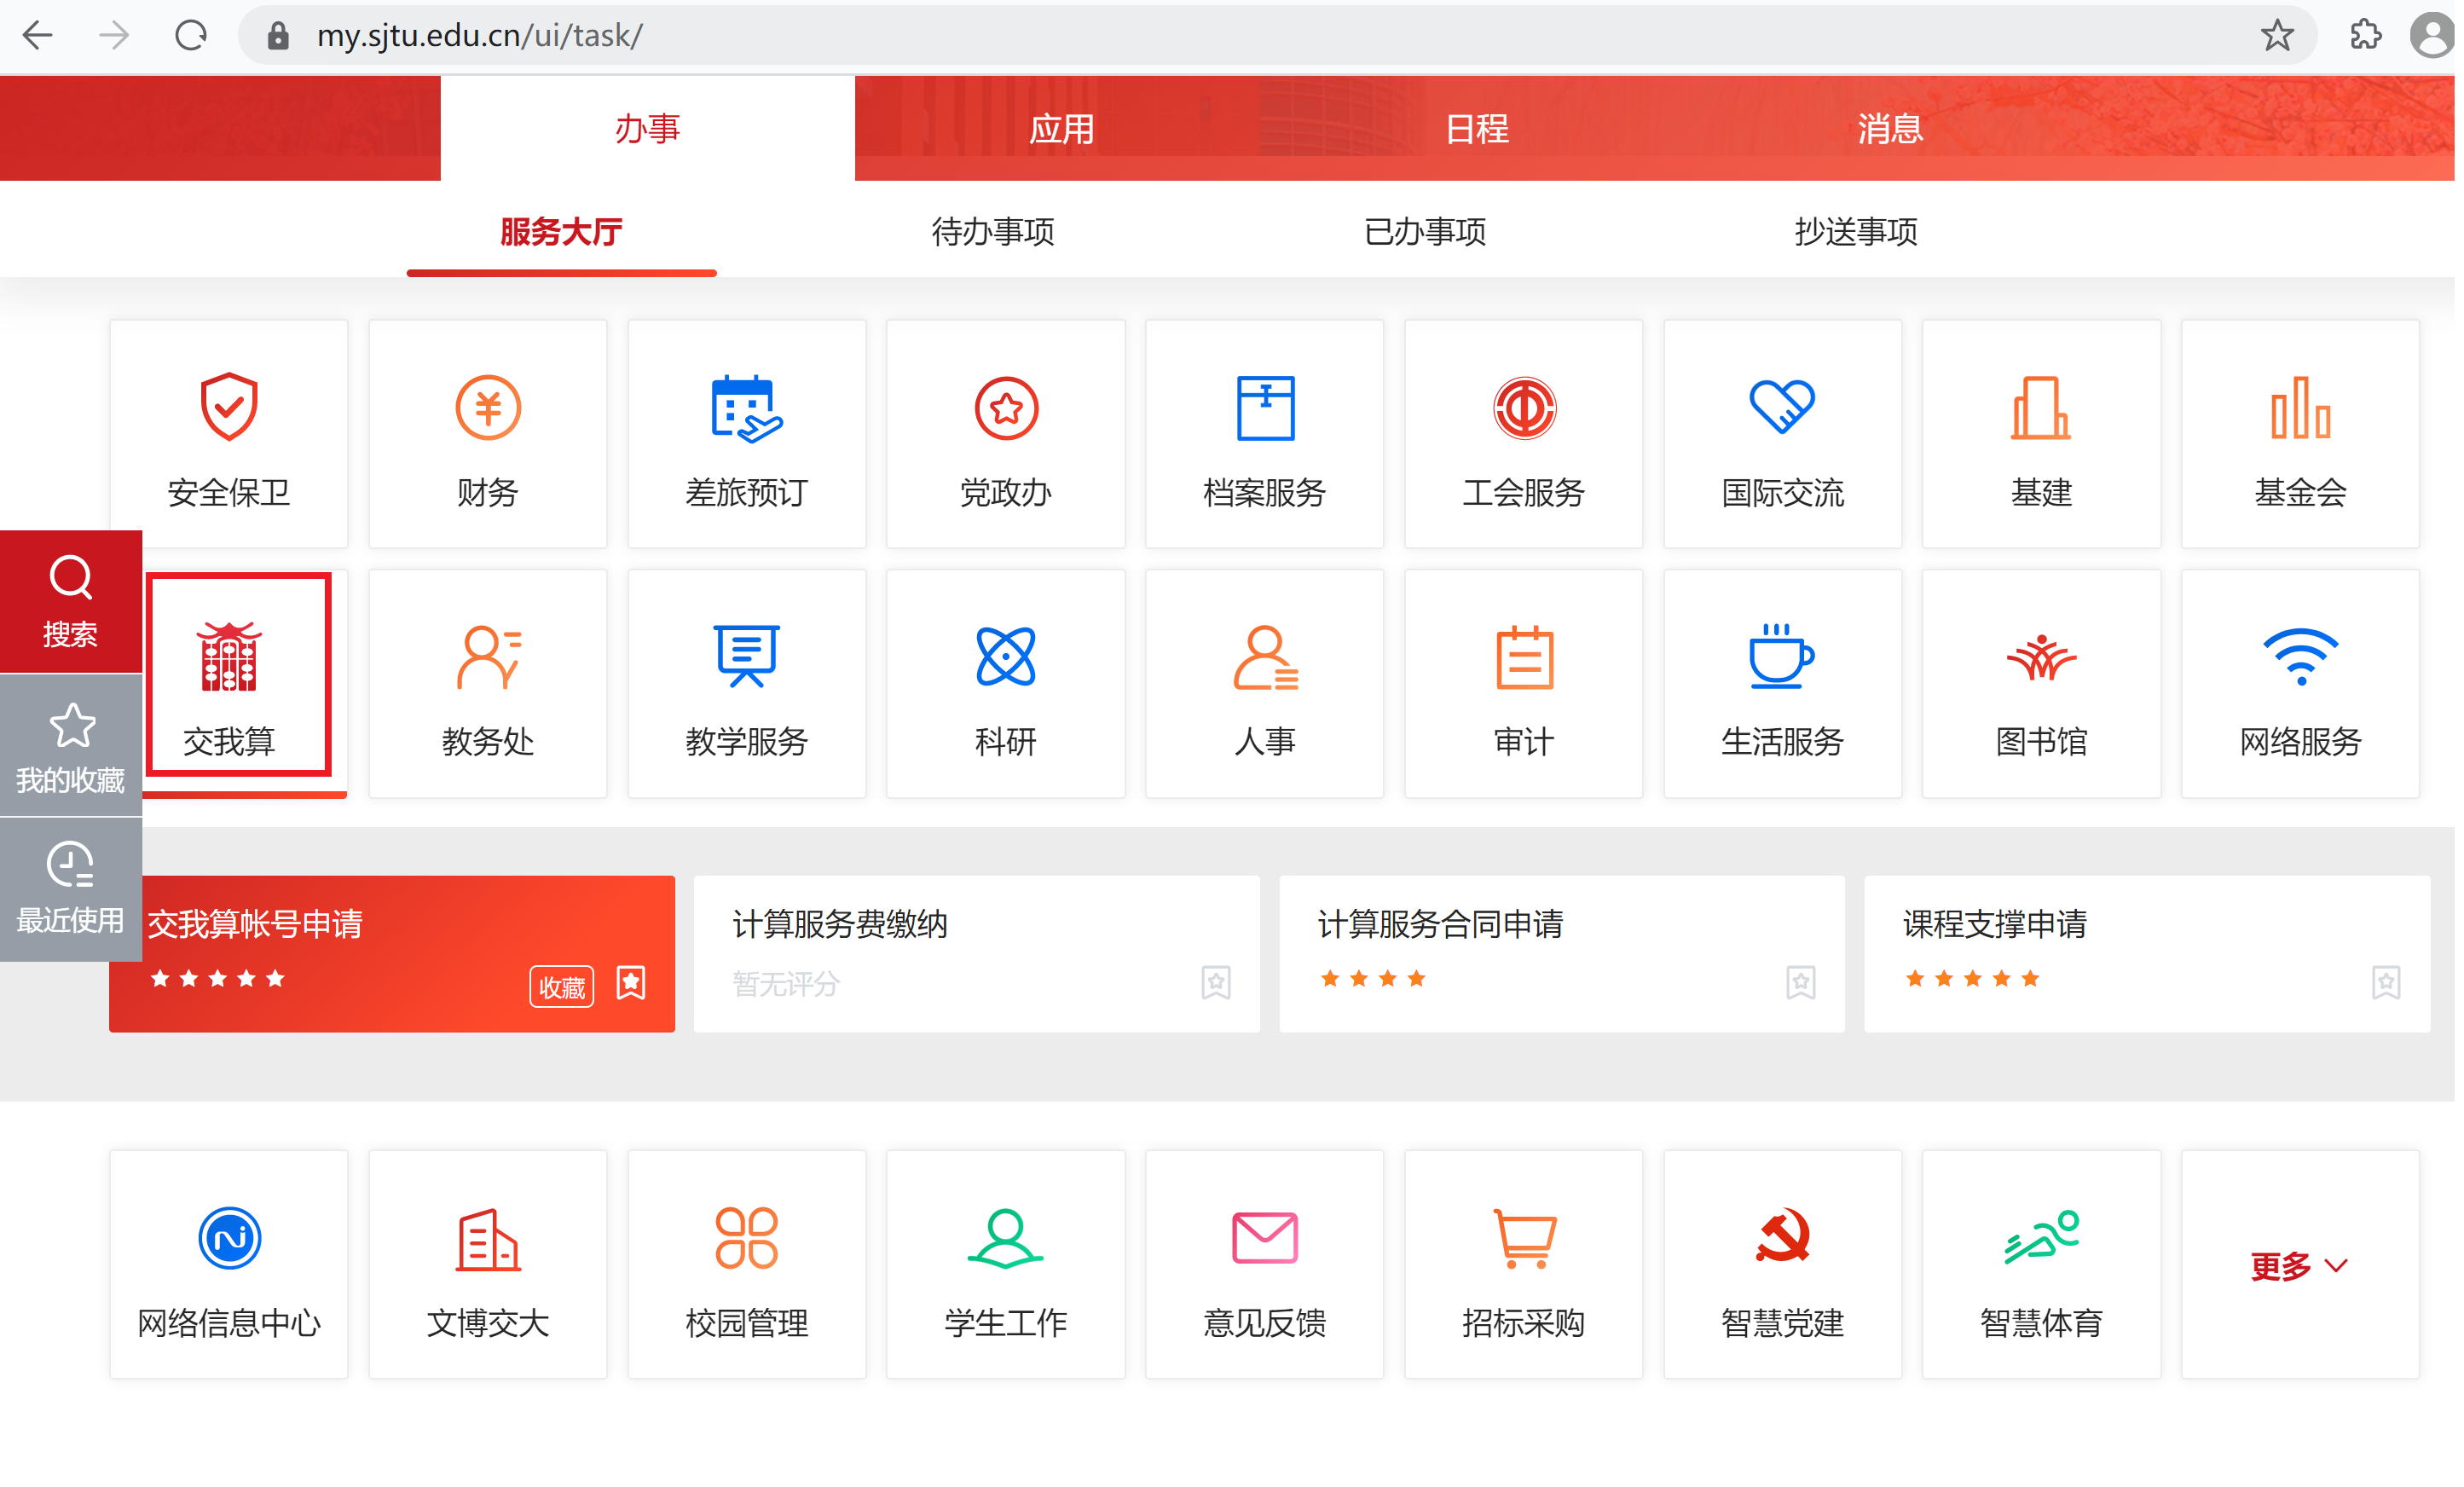 my.sjtu.edu.cn/ui/task/
办事
应用
日程
消息
服务大厅
待办事项
已办事项
抄送事项
安全保卫
财务
差旅预订
党政办
档案服务
工会服务
国际交流
基建
基金会
搜索
我的收藏
最近使用
交我算
教务处
教学服务
科研
人事
审计
生活服务
图书馆
网络服务
交我算帐号申请
收藏
计算服务费缴纳
暂无评分
计算服务合同申请
课程支撑申请
网络信息中心
文博交大
校园管理
学生工作
意见反馈
招标采购
智慧党建
智慧体育
更多